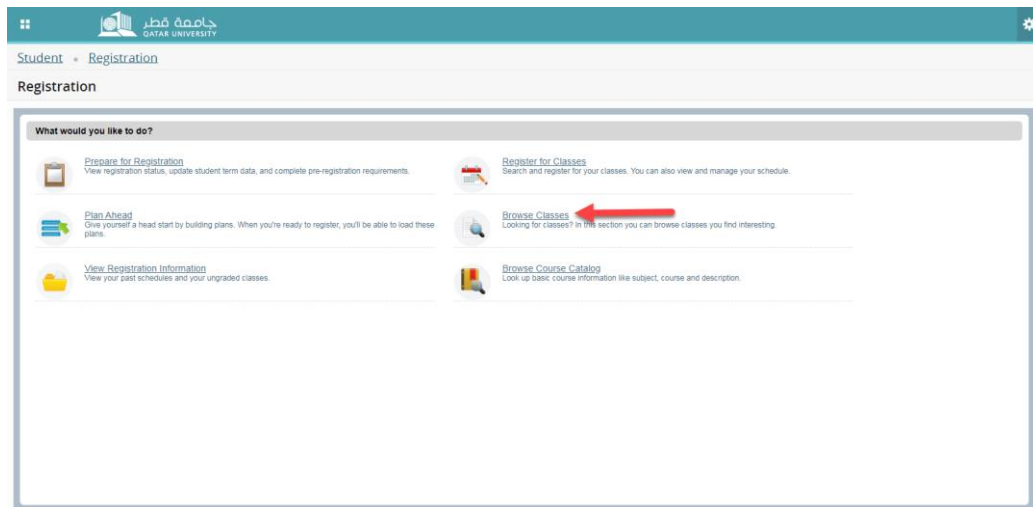 جامعة قطر
QATAR UNIVERSITY
Student • Registration
Registration
What would you like to do?
Prepare for Registration
View registration status, update student term data, and complete pre-registration requirements.
Register for Classes
Search and register for your classes. You can also view and manage your schedule.
Plan Ahead
Give yourself a head start by building plans. When you're ready to register, you'll be able to load these
plans.
Browse Classes
Looking for classes? In this section you can browse classes you find interesting.
View Registration Information
View your past schedules and your ungraded classes.
Browse Course Catalog
Look up basic course information like subject, course and description.